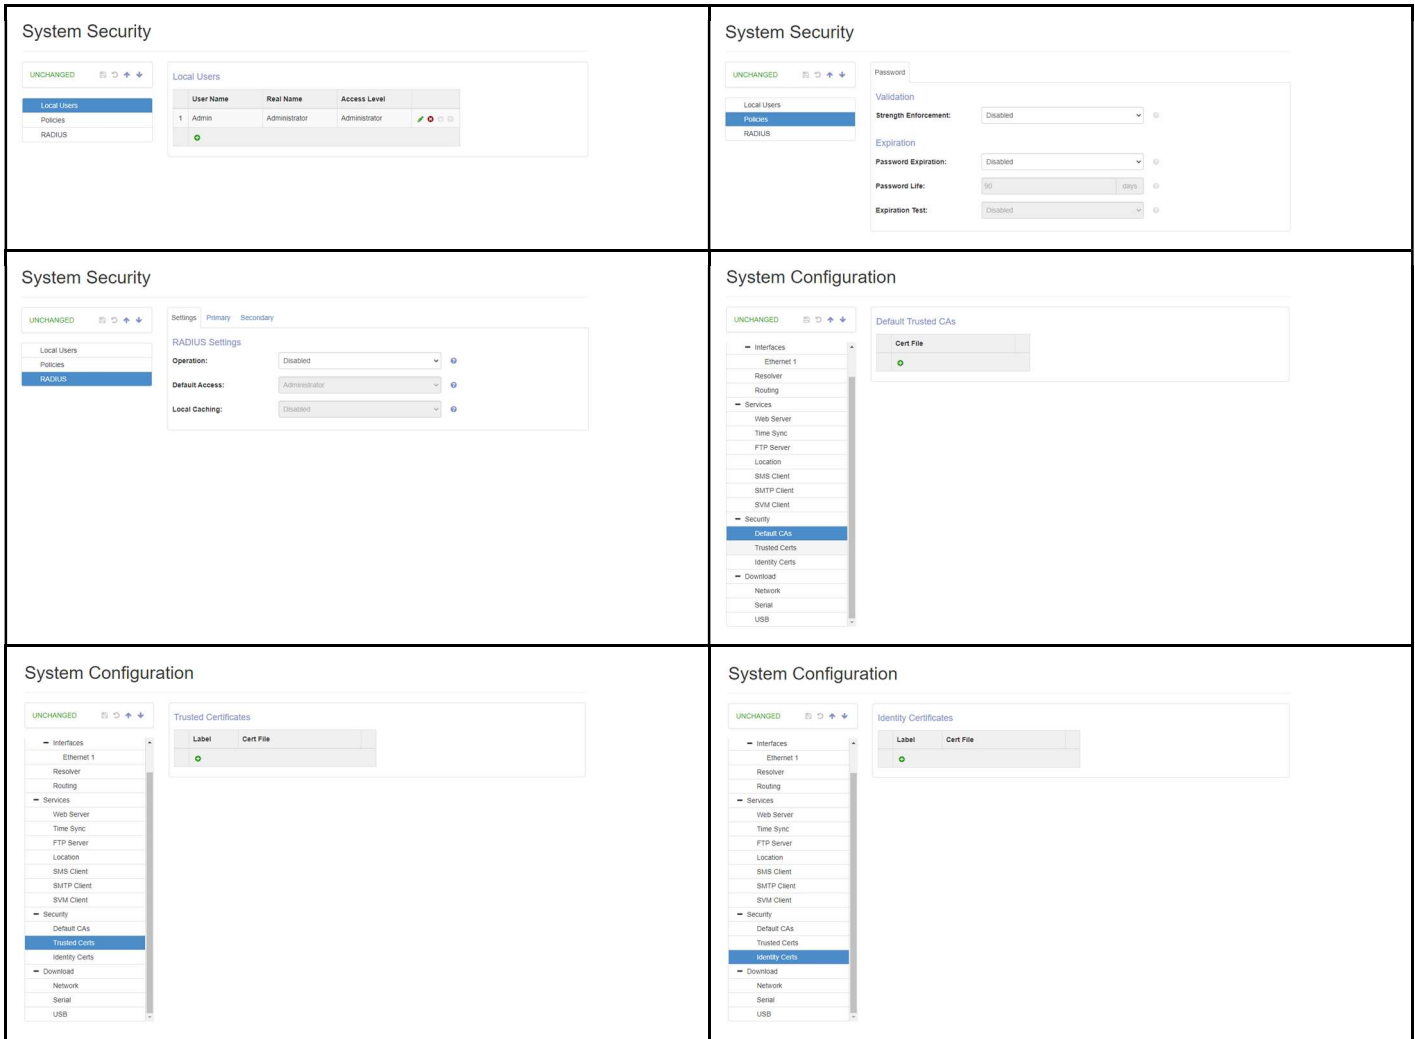 System Security
UNCHANGED
Local Users
Policies
RADIUS
Local Users
User Name Real Name Access Level
1 Admin Administrator Administrator
System Security
UNCHANGED
Local Users
Policies
RADIUS
Password
Validation
Strength Enforcement: Disabled
Expiration
Password Expiration: Disabled
Password Life: 90 days
Expiration Test: Disabled
System Security
UNCHANGED
Local Users
Policies
RADIUS
Settings Primary Secondary
RADIUS Settings
Operation: Disabled
Default Access: Administrator
Local Caching: Disabled
System Configuration
UNCHANGED
Interfaces
Ethernet 1
Resolver
Routing
Services
Web Server
Time Sync
FTP Server
Location
SMS Client
SMTP Client
SVM Client
Security
Default CAs
Trusted Certs
Identity Certs
Download
Network
Serial
USB
Default Trusted CAs
Cert File
System Configuration
UNCHANGED
Interfaces
Ethernet 1
Resolver
Routing
Services
Web Server
Time Sync
FTP Server
Location
SMS Client
SMTP Client
SVM Client
Security
Default CAs
Trusted Certs
Identity Certs
Download
Network
Serial
USB
Trusted Certificates
Label Cert File
System Configuration
UNCHANGED
Interfaces
Ethernet 1
Resolver
Routing
Services
Web Server
Time Sync
FTP Server
Location
SMS Client
SMTP Client
SVM Client
Security
Default CAs
Trusted Certs
Identity Certs
Download
Network
Serial
USB
Identity Certificates
Label Cert File